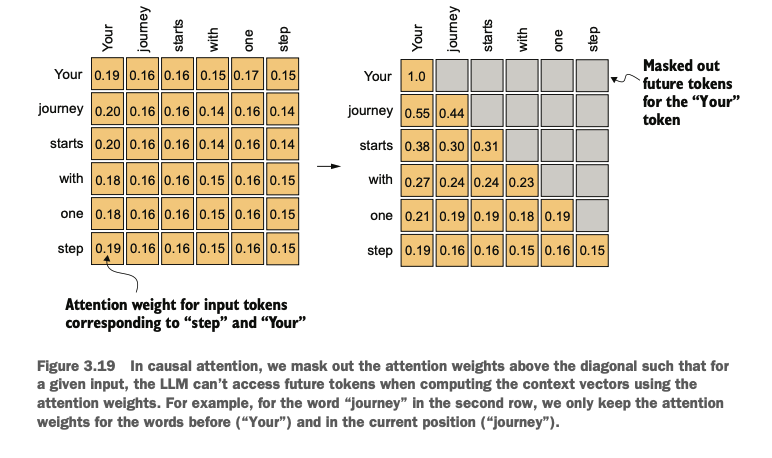 Your journey starts with one step
Your 0.19 0.16 0.16 0.15 0.17 0.15
journey 0.20 0.16 0.16 0.14 0.16 0.14
starts 0.20 0.16 0.16 0.14 0.16 0.14
with 0.18 0.16 0.16 0.15 0.16 0.15
one 0.18 0.16 0.16 0.15 0.16 0.15
step 0.19 0.16 0.16 0.15 0.16 0.15
Attention weight for input tokens
corresponding to “step” and “Your”
Your journey starts with one step
Your 1.0
journey 0.55 0.44
starts 0.38 0.30 0.31
with 0.27 0.24 0.24 0.23
one 0.21 0.19 0.19 0.18 0.19
step 0.19 0.16 0.16 0.15 0.16 0.15
Masked out
future tokens
for the “Your”
token
Figure 3.19 In causal attention, we mask out the attention weights above the diagonal such that for
a given input, the LLM can’t access future tokens when computing the context vectors using the
attention weights. For example, for the word “journey” in the second row, we only keep the attention
weights for the words before (“Your”) and in the current position (“journey”).